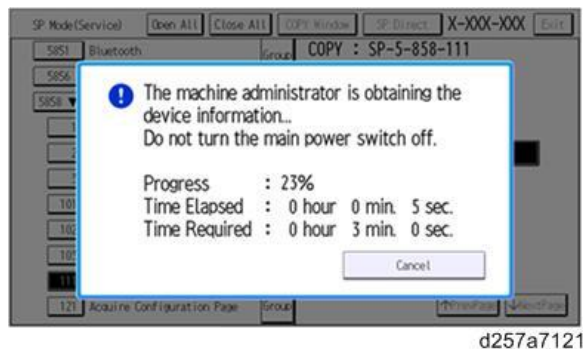 SP Mode(Service) Open All Close All COPY Window SP Direct X-XXX-XXX Exit
5851 Bluetooth Group COPY : SP-5-858-111
5856
5858 ▼
The machine administrator is obtaining the
device information...
Do not turn the main power switch off.
Progress : 23%
Time Elapsed : 0 hour 0 min. 5 sec.
Time Required : 0 hour 3 min. 0 sec.
Cancel
101
102
103
111
121 Acquire Configuration Page Group ↑PrevPage ↓NextPage
d257a7121